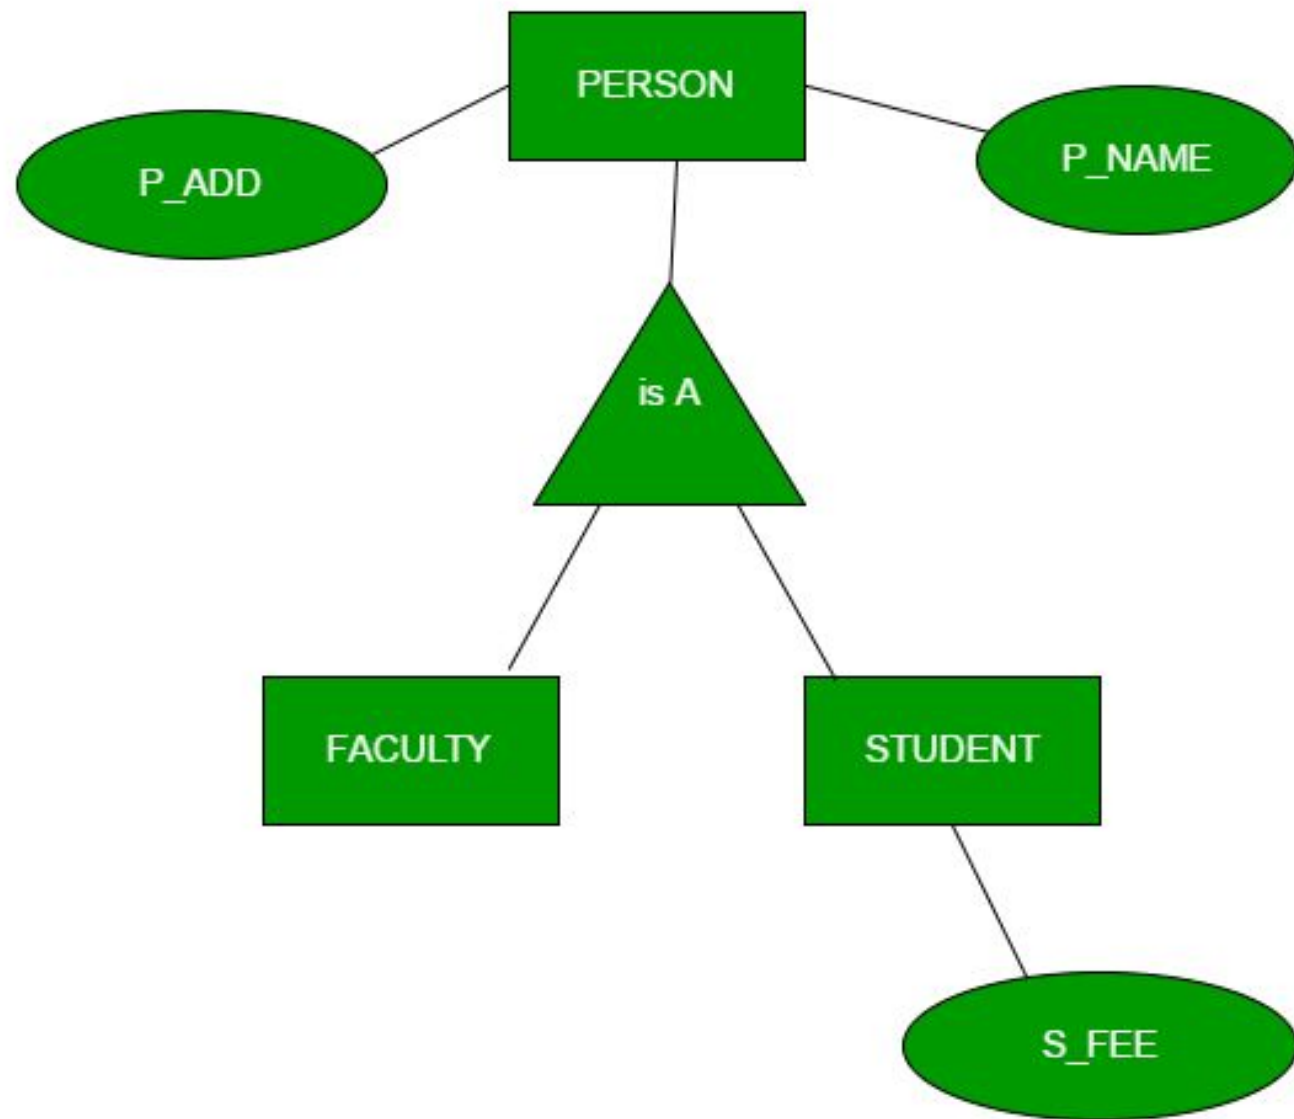 PERSON
P_ADD
P_NAME
is A
FACULTY
STUDENT
S_FEE